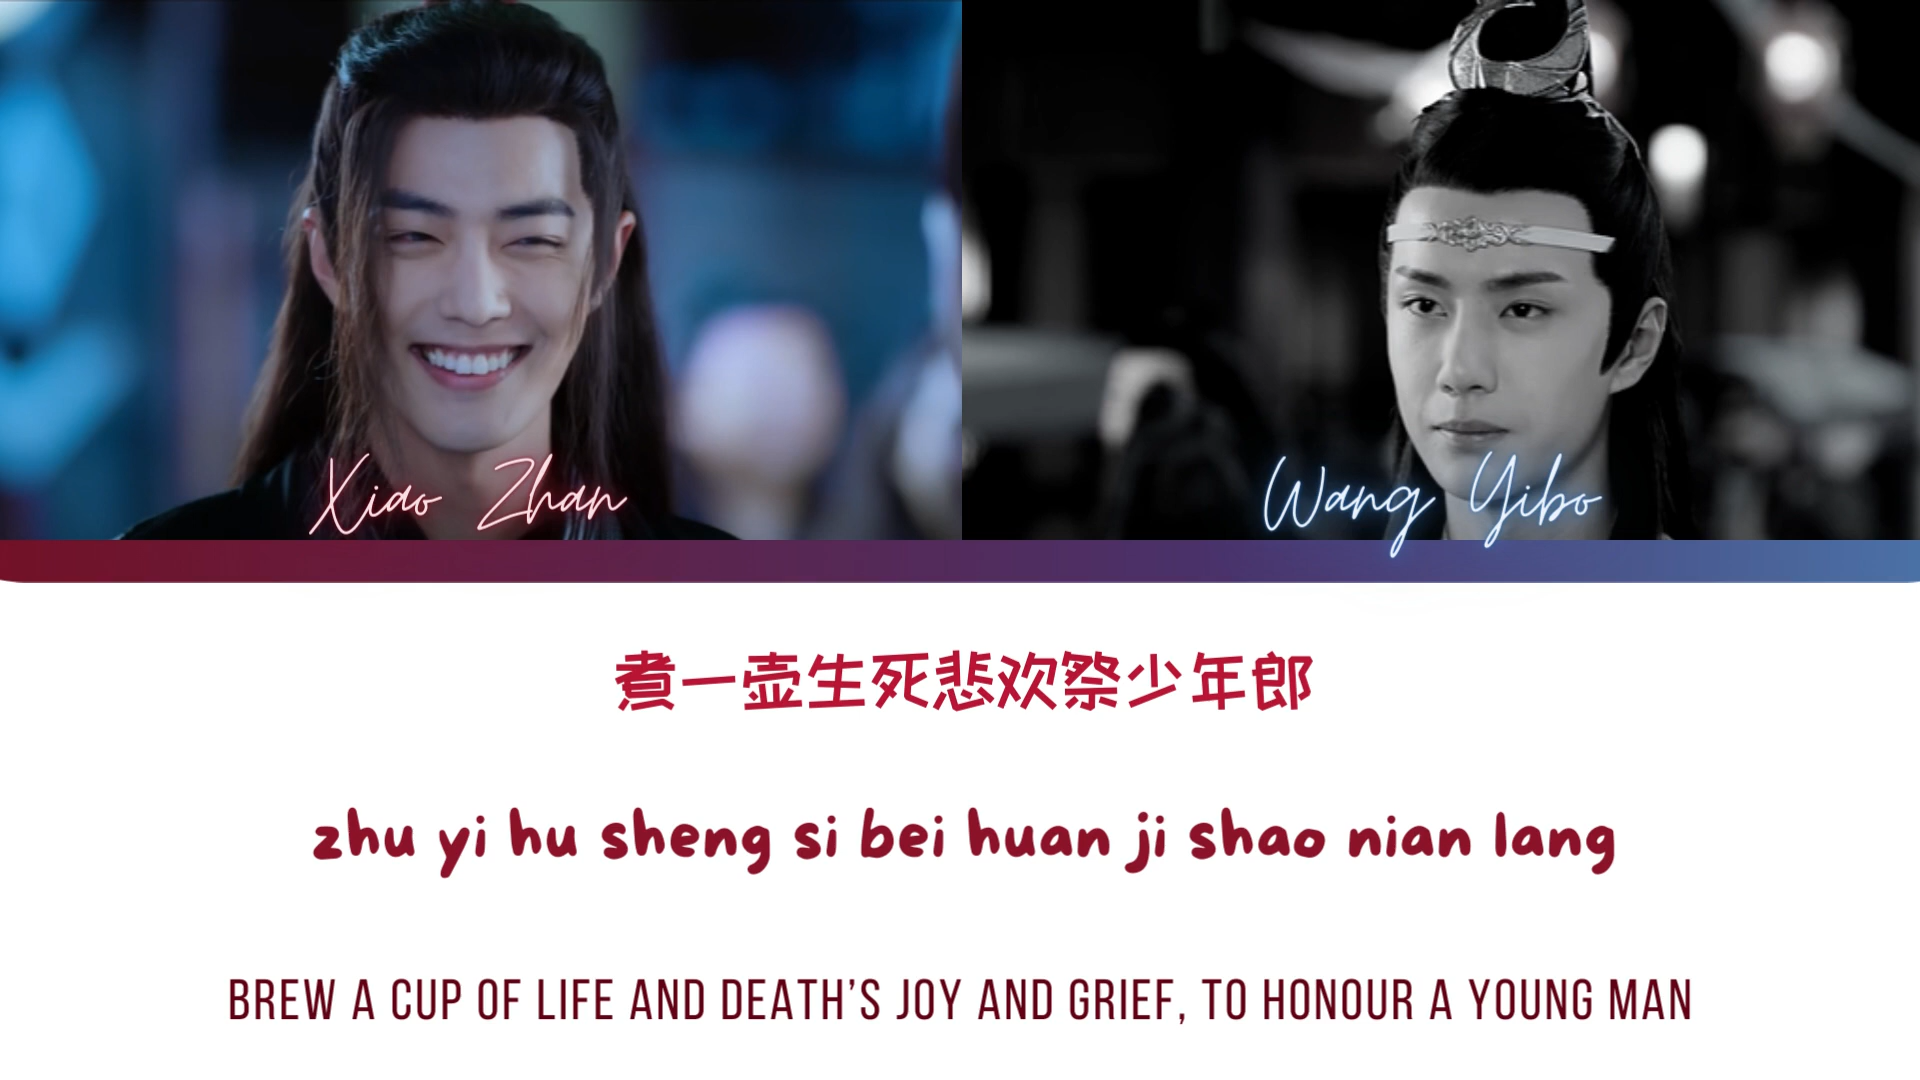 Xiao Zhan
Wang Yibo
煮一壶生死悲欢祭少年郎
zhu yi hu sheng si bei huan ji shao nian lang
BREW A CUP OF LIFE AND DEATH’S JOY AND GRIEF, TO HONOUR A YOUNG MAN